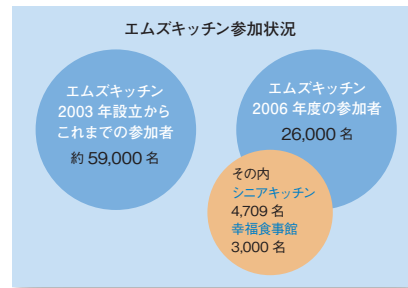 エムズキッチン参加状況
エムズキッチン
2003 年設立から
これまでの参加者
約 59,000 名
エムズキッチン
2006 年度の参加者
26,000 名
その内
シニアキッチン
4,709 名
幸福食事館
3,000 名